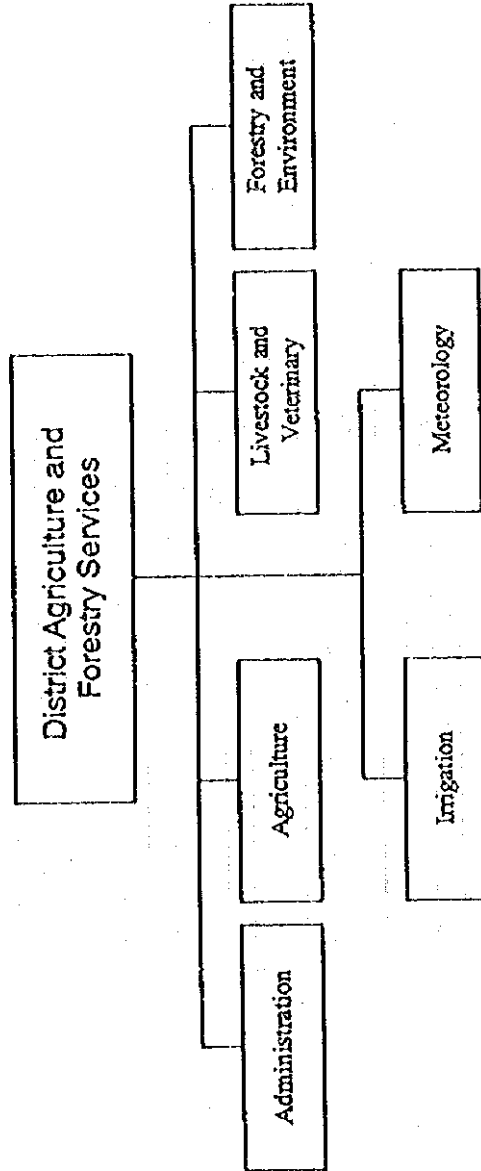 District Agriculture and
Forestry Services
Administration
Agriculture
Livestock and
Veterinary
Forestry and
Environment
Irrigation
Meteorology